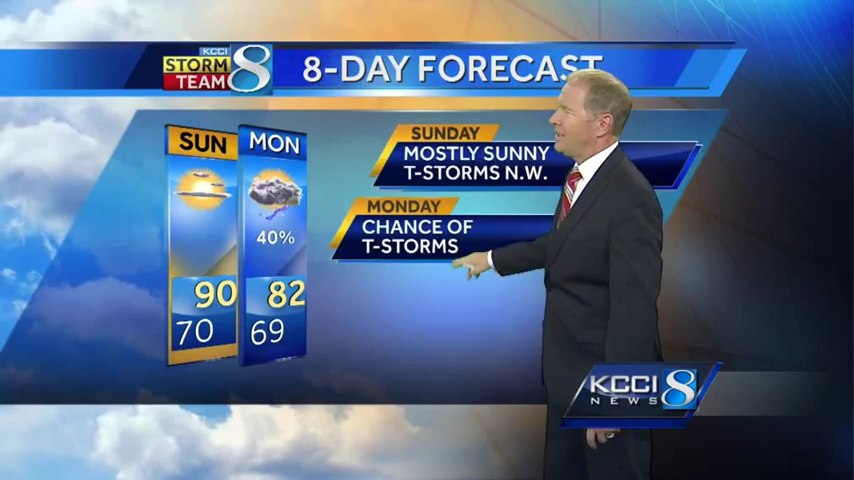 KCCI
STORM
TEAM
8
8-DAY FORECAST
SUN
MON
40%
90
82
70
69
SUNDAY
MOSTLY SUNNY
T-STORMS N.W.
MONDAY
CHANCE OF
T-STORMS
KCCI 8
NEWS